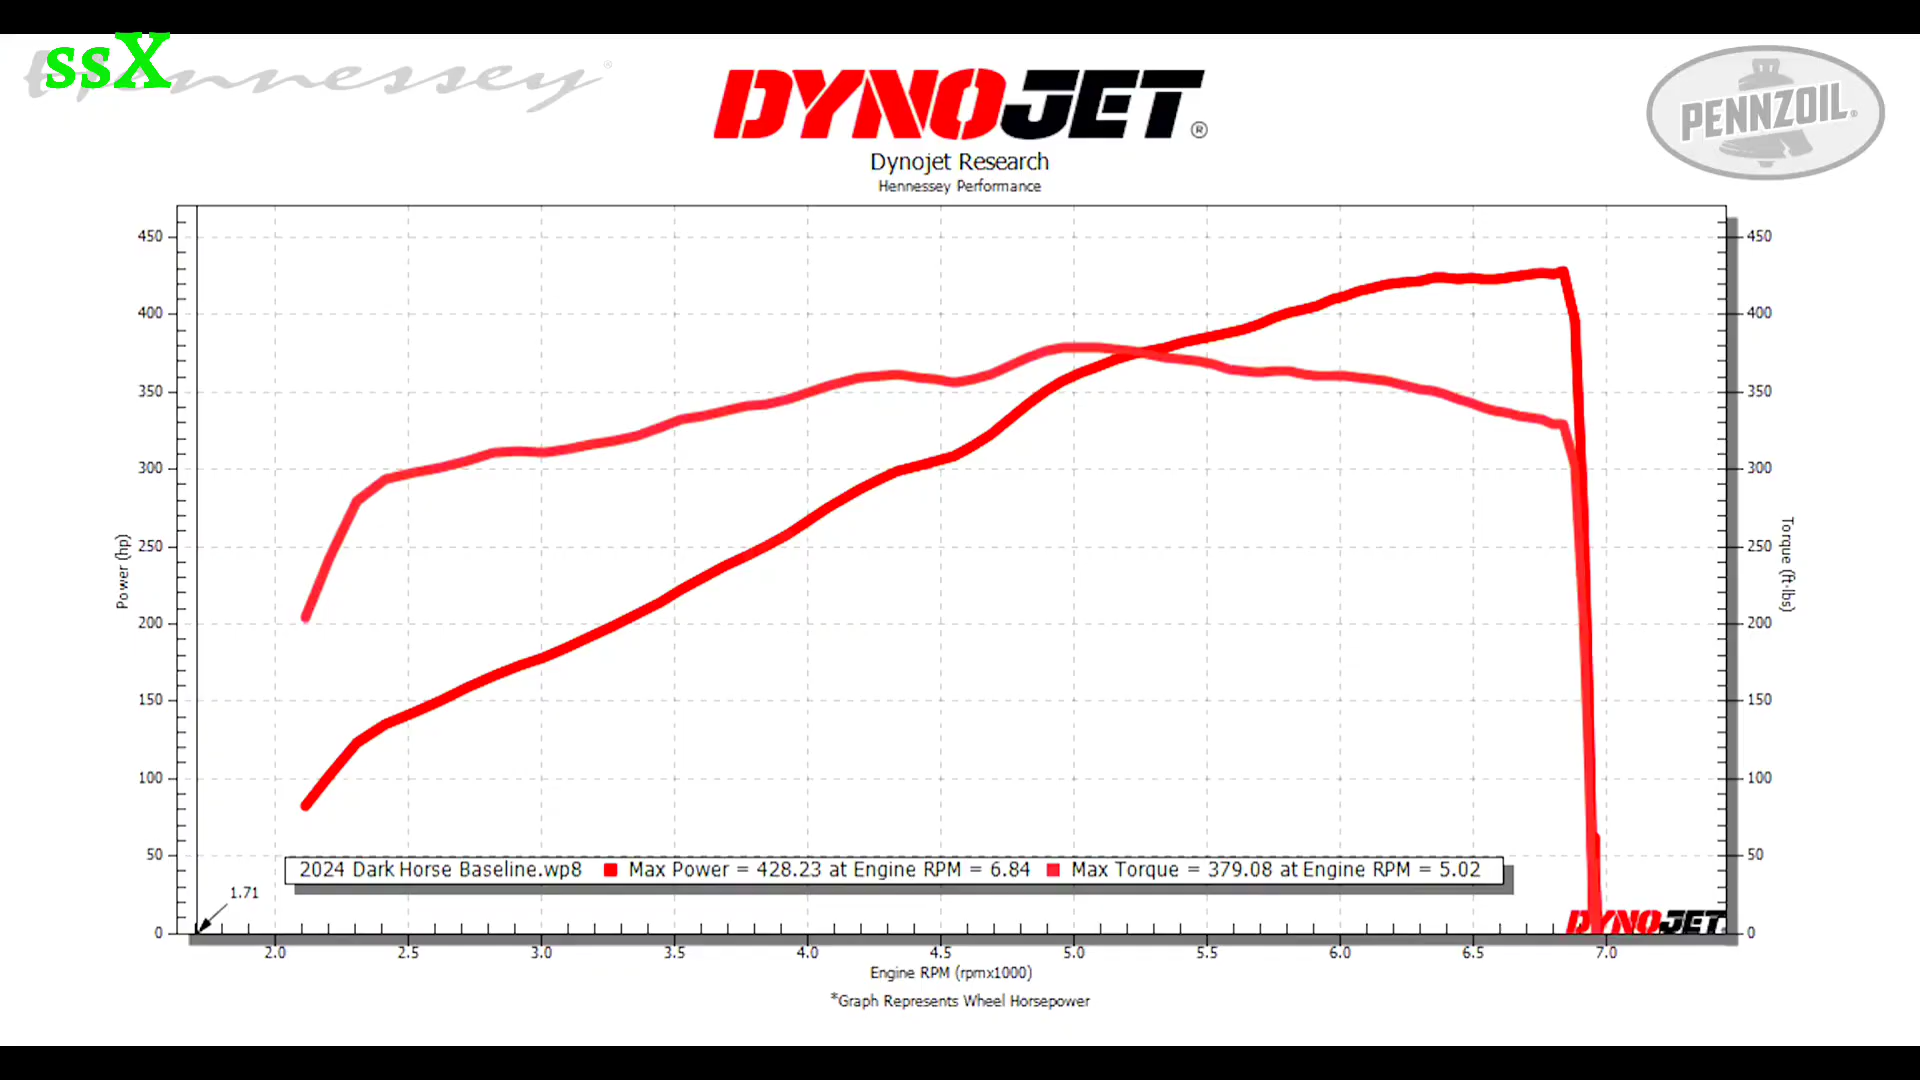 ssX
Hennessey®
DYNOJET®
PENNZOIL®
Dynojet Research
Hennessey Performance
450
400
350
300
250
200
150
100
50
0
Power (hp)
450
400
350
300
250
200
150
100
50
0
Torque (ft·lbs)
2024 Dark Horse Baseline.wp8 Max Power = 428.23 at Engine RPM = 6.84 Max Torque = 379.08 at Engine RPM = 5.02
1.71
DYNOJET
2.0 2.5 3.0 3.5 4.0 4.5 5.0 5.5 6.0 6.5 7.0
Engine RPM (rpmx1000)
*Graph Represents Wheel Horsepower